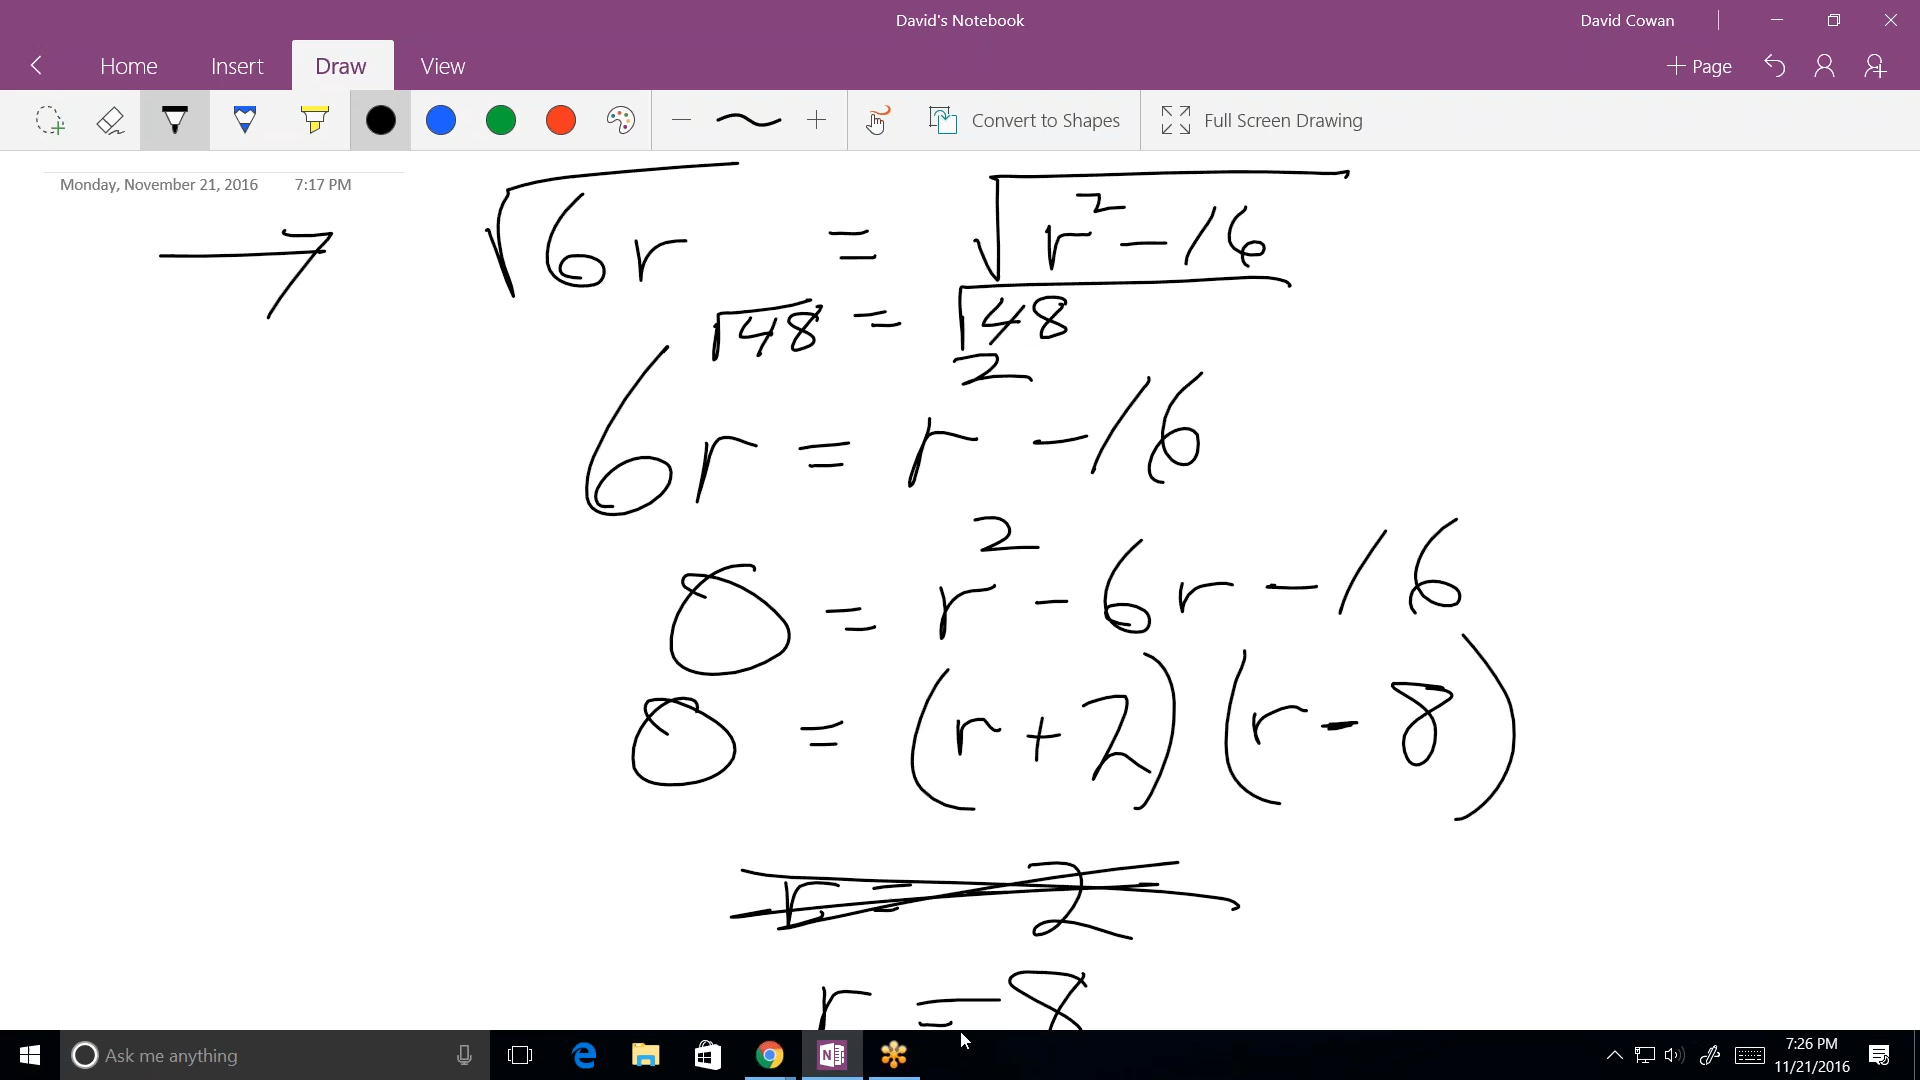 David's Notebook
David Cowan
Home Insert Draw View
Page
Convert to Shapes
Full Screen Drawing
Monday, November 21, 2016 7:17 PM
√6r = √r²-16
√48 = √48
6r = r²-16
0 = r²-6r-16
0 = (r+2)(r-8)
r = 2
r = 8
Ask me anything
7:26 PM
11/21/2016